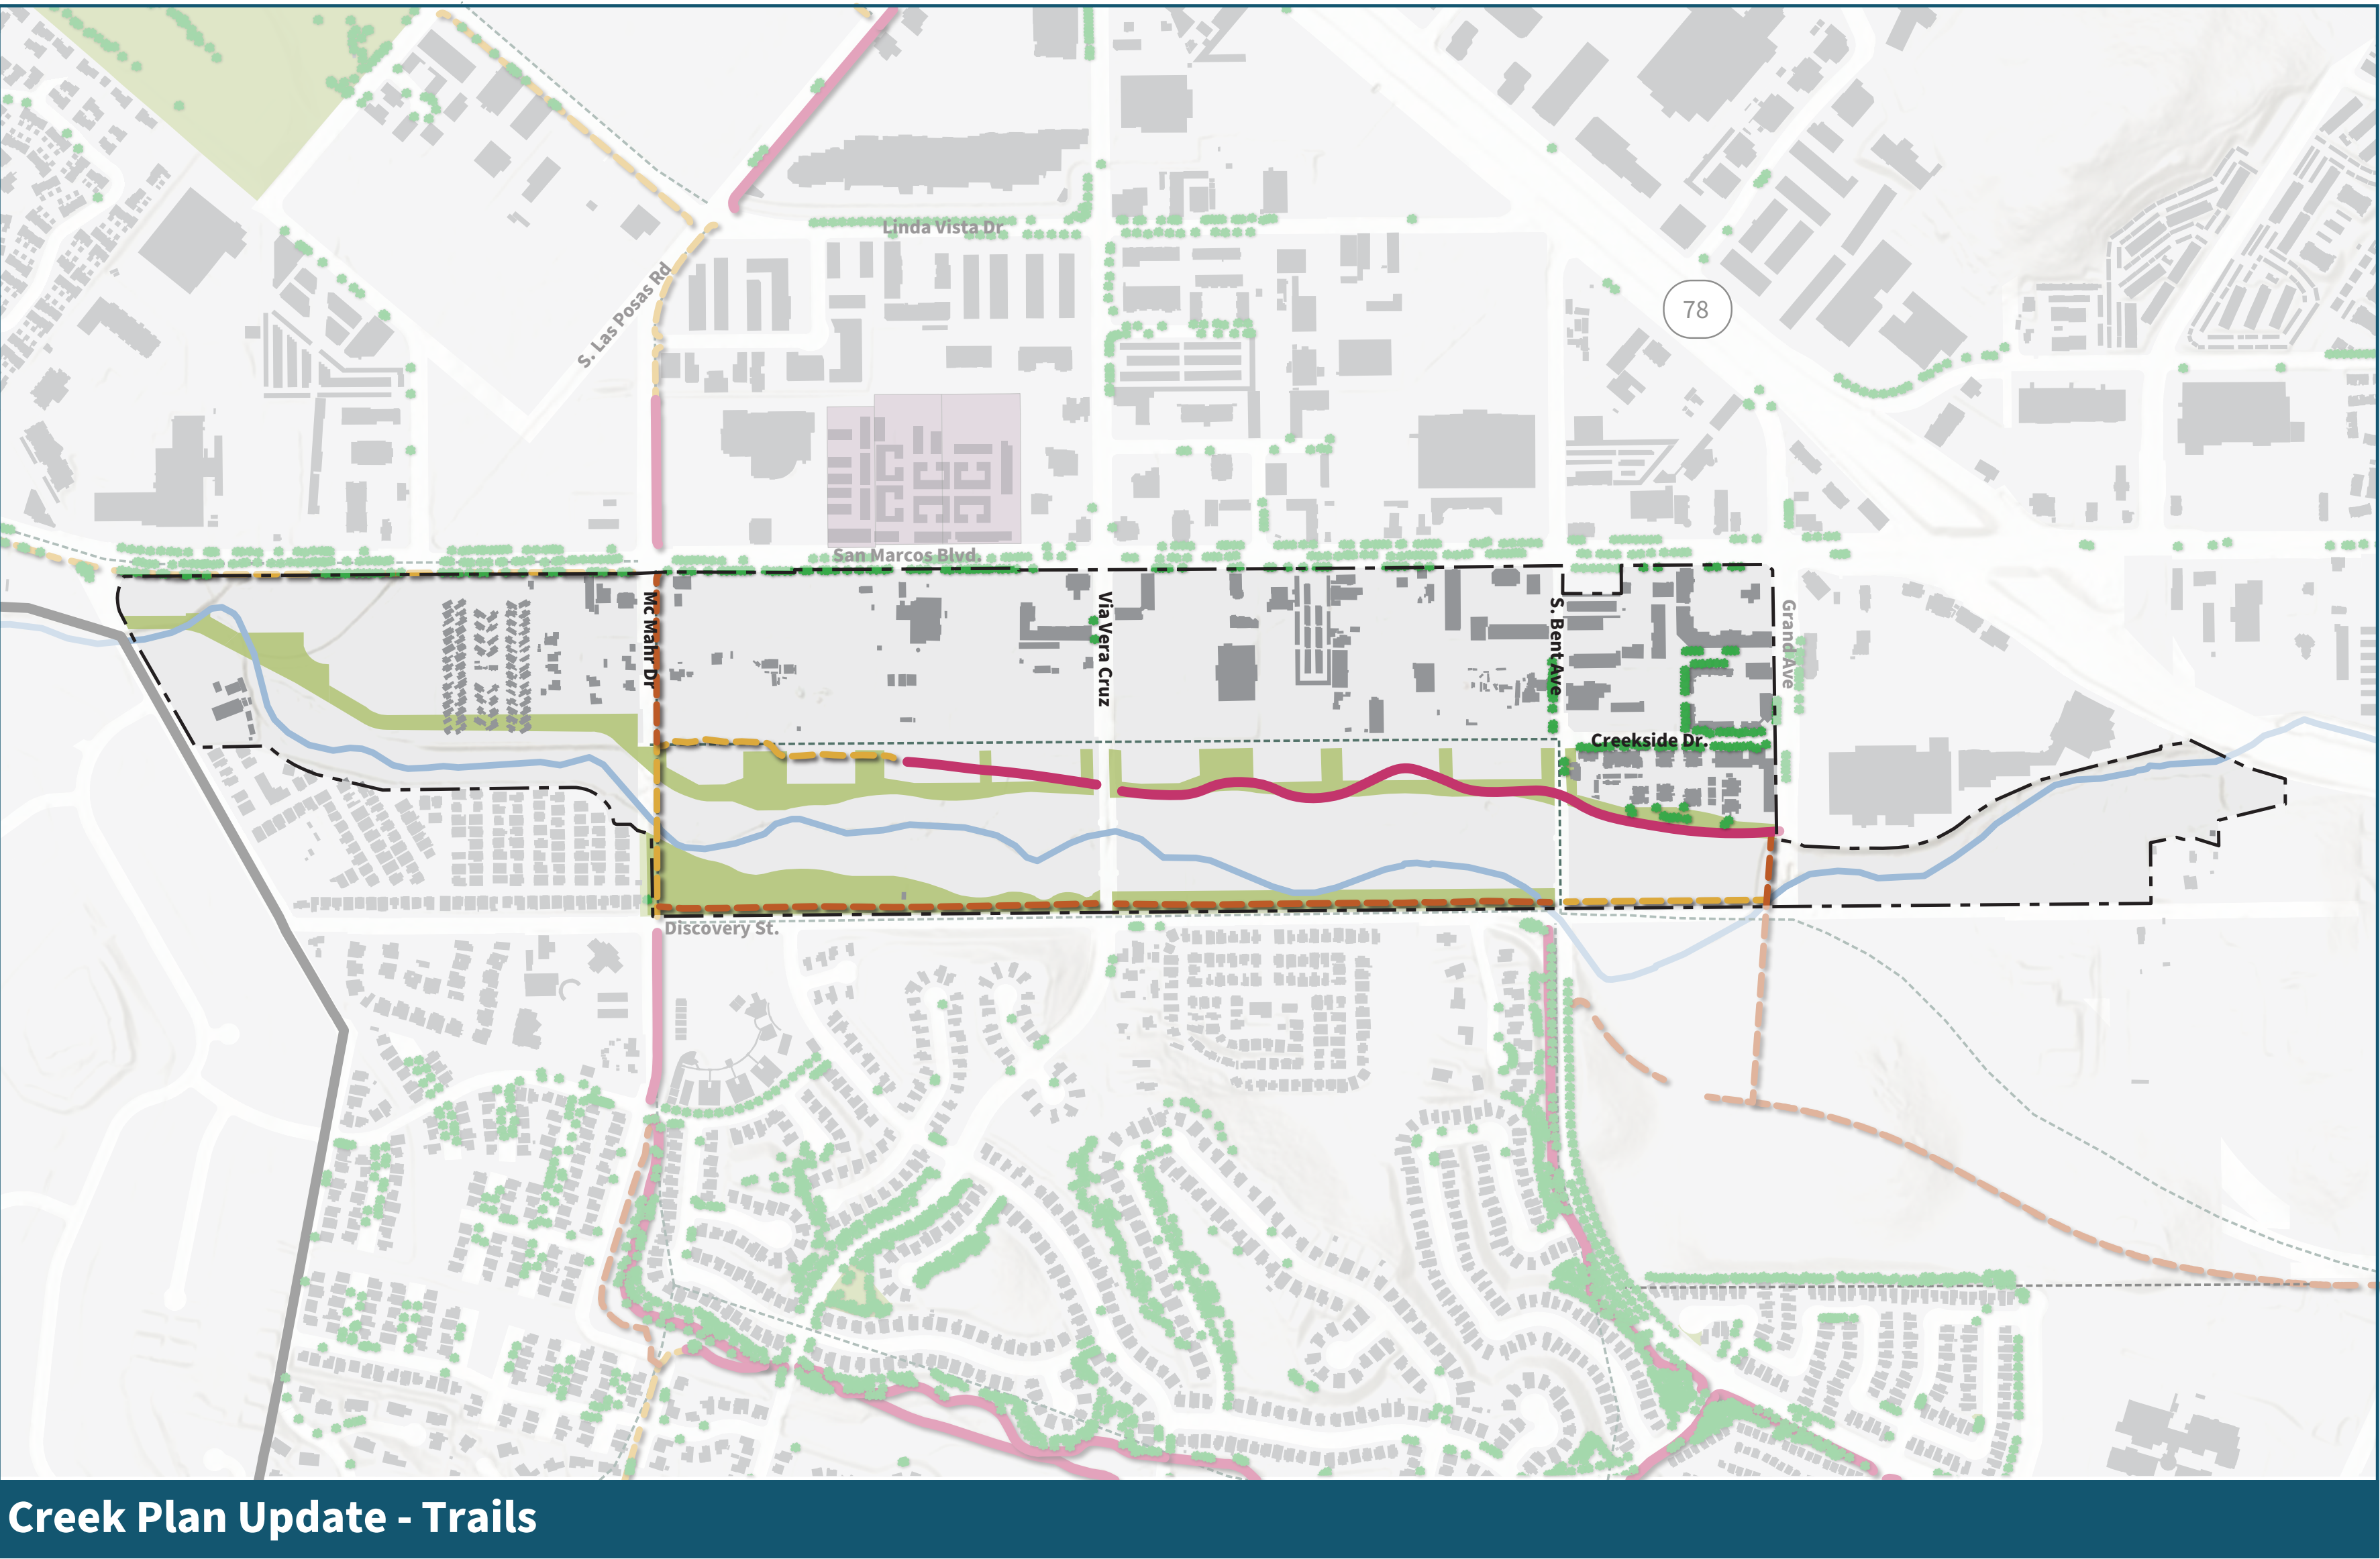 Linda Vista Dr
S. Las Posas Rd
78
San Marcos Blvd.
Mc Mahr Dr
Via Vera Cruz
S. Bent Ave
Grand Ave
Creekside Dr.
Discovery St.
Creek Plan Update - Trails